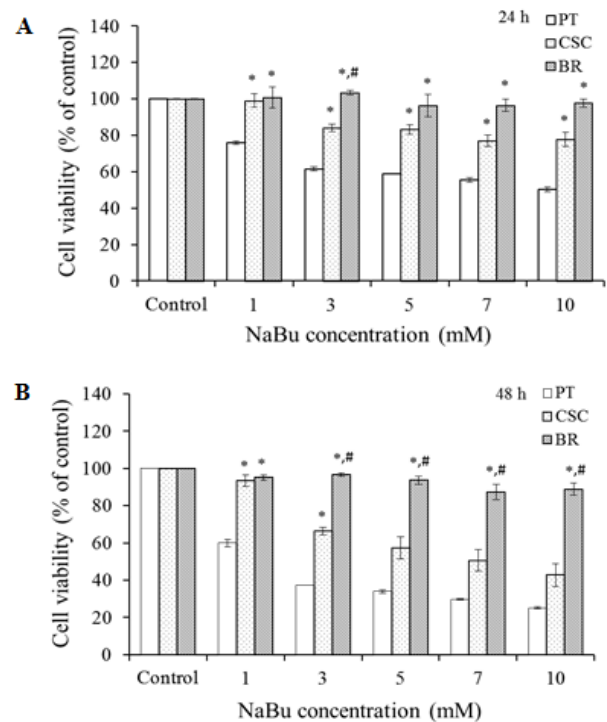 A
24 h
PT
CSC
BR
Cell viability (% of control)
140
120
100
80
60
40
20
0
* * * *,# * * * * * *
Control 1 3 5 7 10
NaBu concentration (mM)
B
48 h
PT
CSC
BR
Cell viability (% of control)
140
120
100
80
60
40
20
0
* * * *,# *,# *,# *,#
Control 1 3 5 7 10
NaBu concentration (mM)